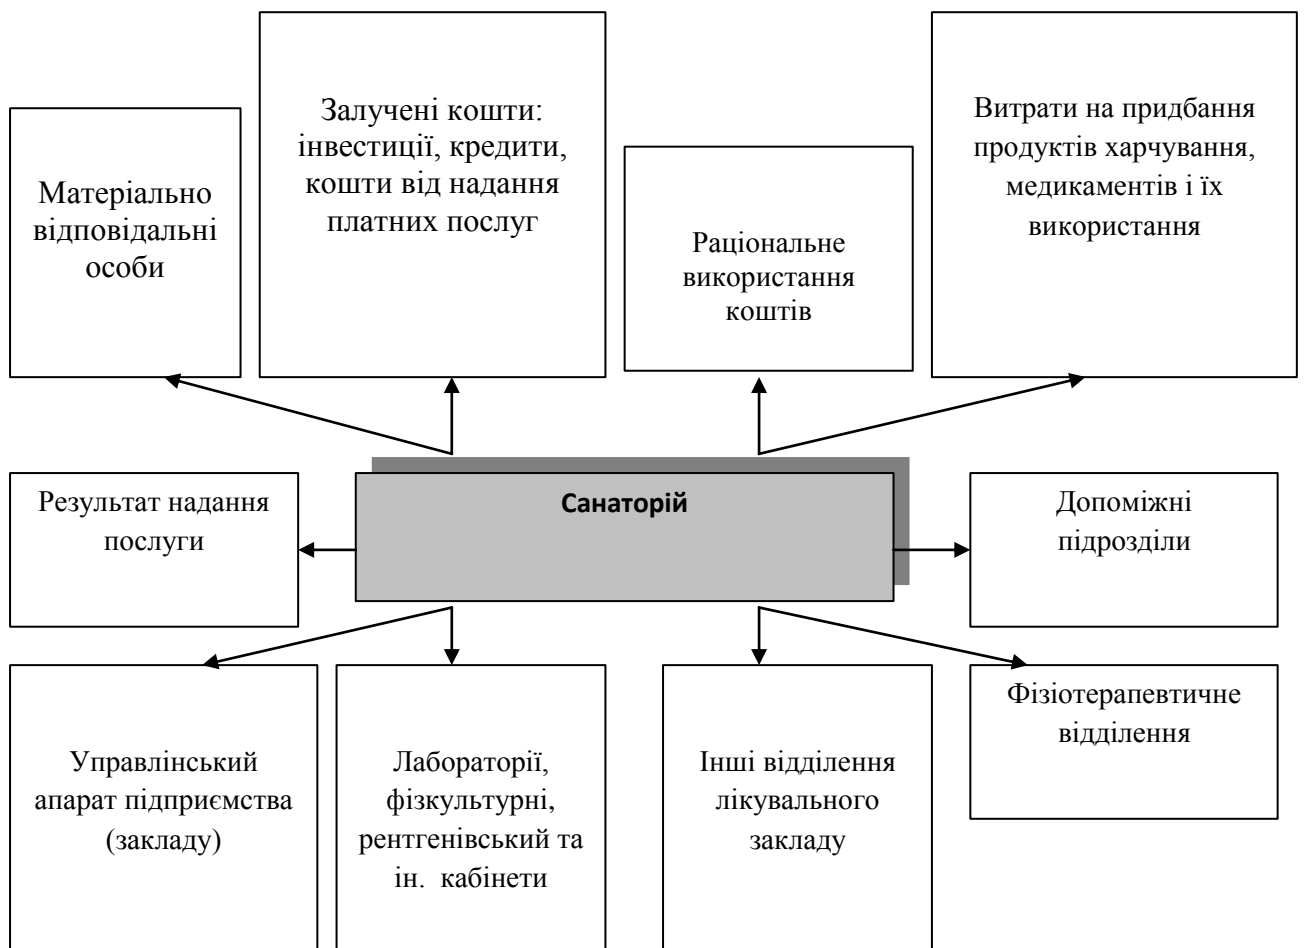 Матеріально
відповідальні
особи
Залучені кошти:
інвестиції, кредити,
кошти від надання
платних послуг
Раціональне
використання
коштів
Витрати на придбання
продуктів харчування,
медикаментів і їх
використання
Результат надання
послуги
Санаторій
Допоміжні
підрозділи
Управлінський
апарат підприємства
(закладу)
Лабораторії,
фізкультурні,
рентгенівський та
ін. кабінети
Інші відділення
лікувального
закладу
Фізіотерапевтичне
відділення